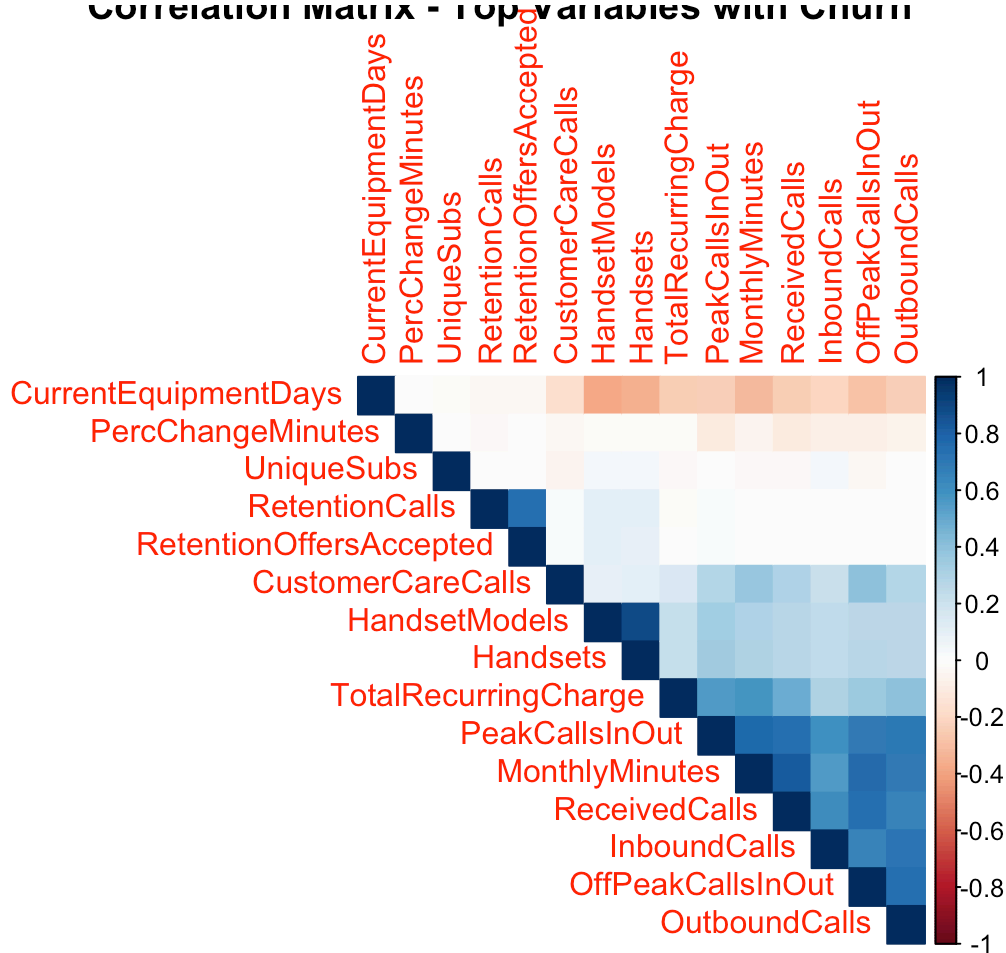 Correlation Matrix - Top Variables with Churn
CurrentEquipmentDays
PercChangeMinutes
UniqueSubs
RetentionCalls
RetentionOffersAccepted
CustomerCareCalls
HandsetModels
Handsets
TotalRecurringCharge
PeakCallsInOut
MonthlyMinutes
ReceivedCalls
InboundCalls
OffPeakCallsInOut
OutboundCalls
CurrentEquipmentDays
PercChangeMinutes
UniqueSubs
RetentionCalls
RetentionOffersAccepted
CustomerCareCalls
HandsetModels
Handsets
TotalRecurringCharge
PeakCallsInOut
MonthlyMinutes
ReceivedCalls
InboundCalls
OffPeakCallsInOut
OutboundCalls
1
0.8
0.6
0.4
0.2
0
-0.2
-0.4
-0.6
-0.8
-1